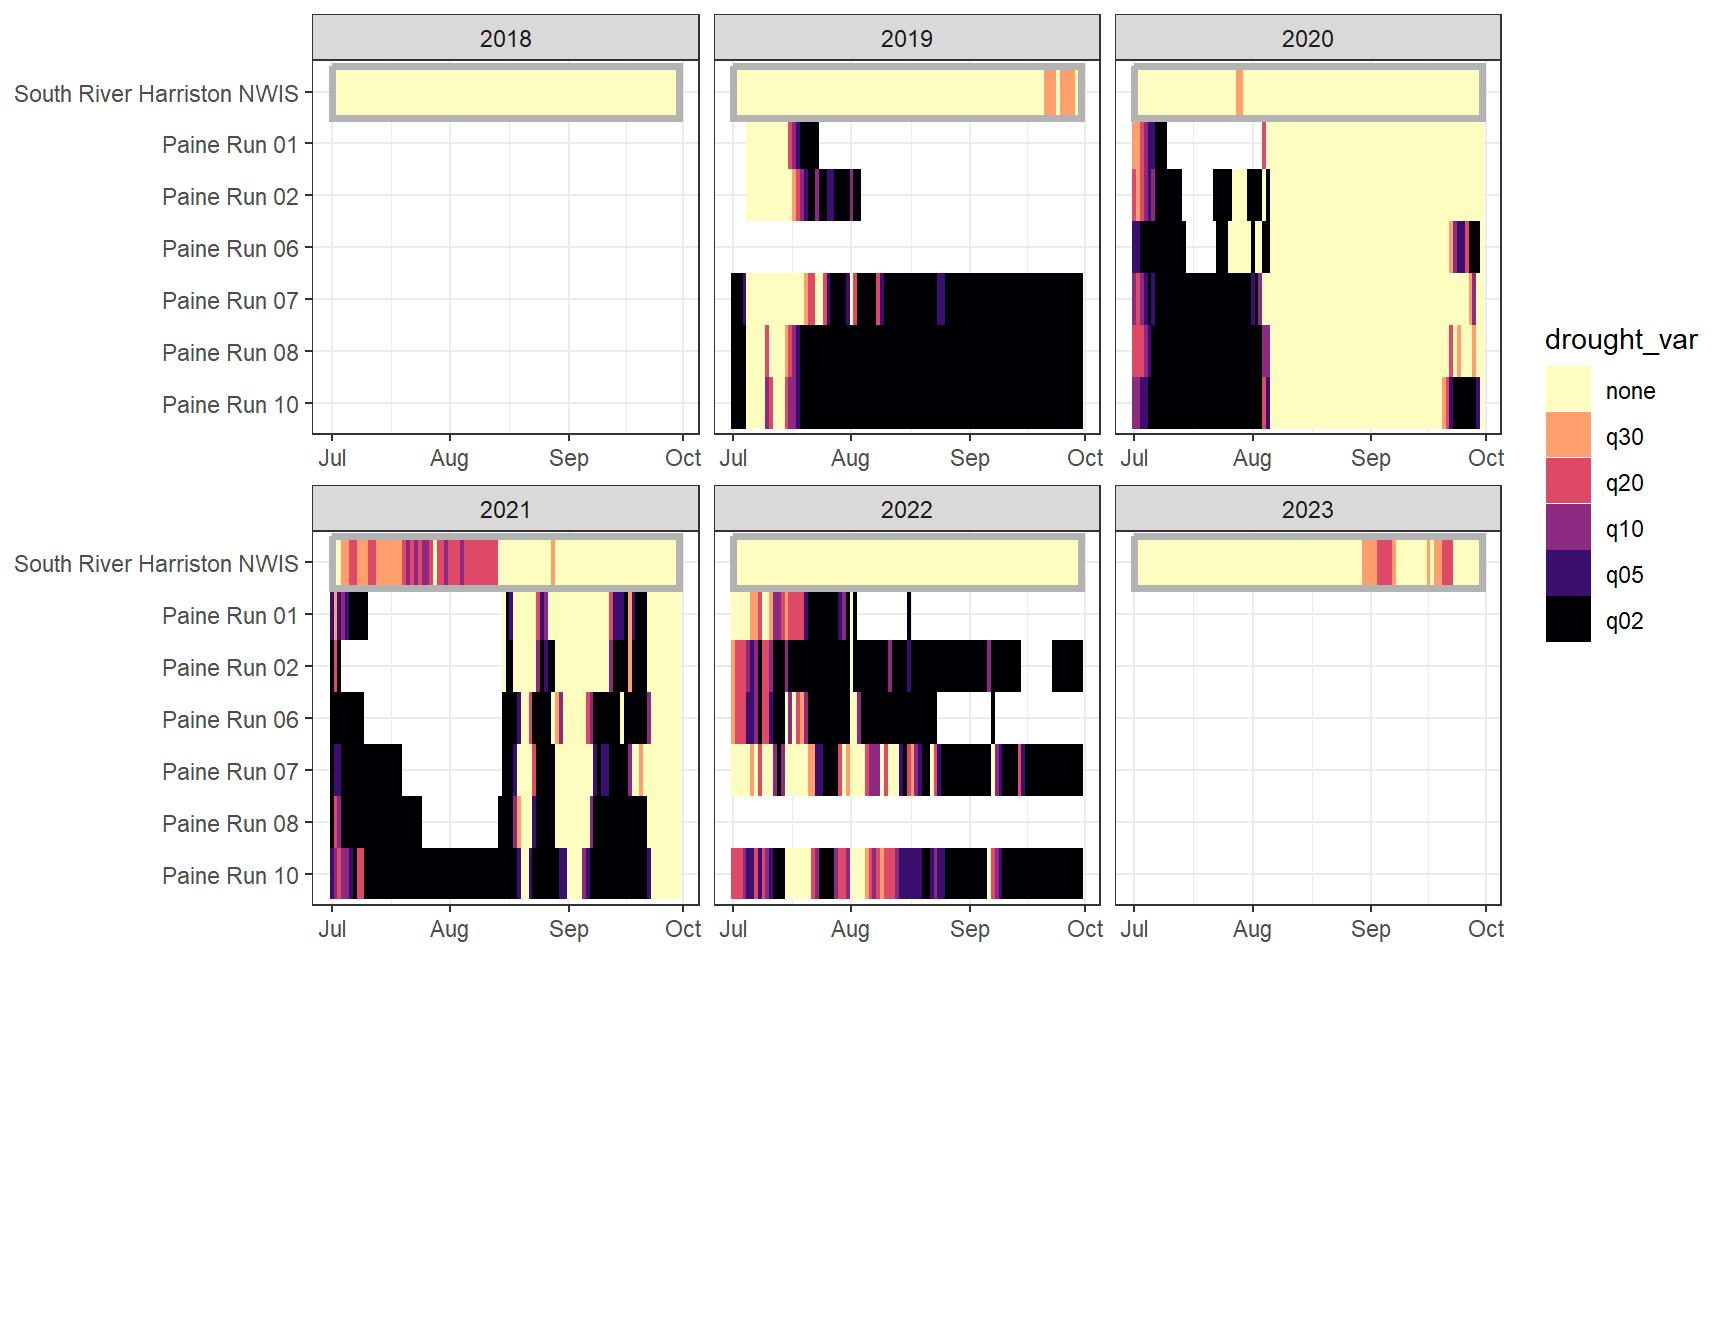 2018 2019 2020
South River Harriston NWIS
Paine Run 01
Paine Run 02
Paine Run 06
Paine Run 07
Paine Run 08
Paine Run 10
Jul Aug Sep Oct Jul Aug Sep Oct Jul Aug Sep Oct
2021 2022 2023
South River Harriston NWIS
Paine Run 01
Paine Run 02
Paine Run 06
Paine Run 07
Paine Run 08
Paine Run 10
Jul Aug Sep Oct Jul Aug Sep Oct Jul Aug Sep Oct
drought_var
none
q30
q20
q10
q05
q02